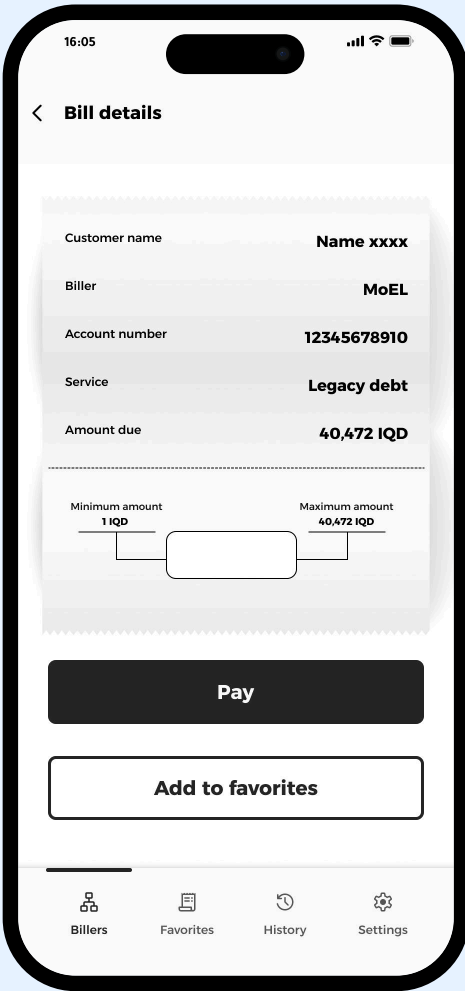 16:05
Bill details
Customer name Name xxxx
Biller MoEL
Account number 12345678910
Service Legacy debt
Amount due 40,472 IQD
Minimum amount Maximum amount
1 IQD 40,472 IQD
Pay
Add to favorites
Billers Favorites History Settings